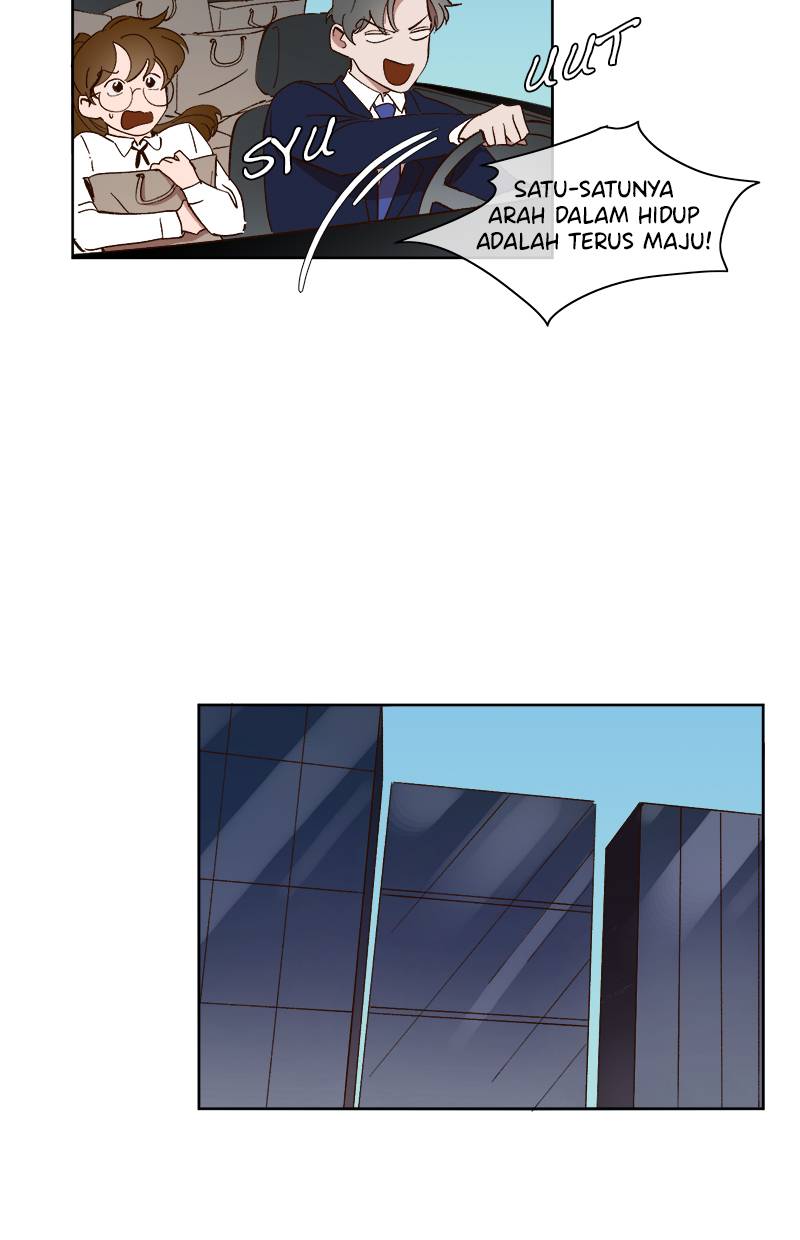 SYU
UUT
SATU-SATUNYA
ARAH DALAM HIDUP
ADALAH TERUS MAJU!